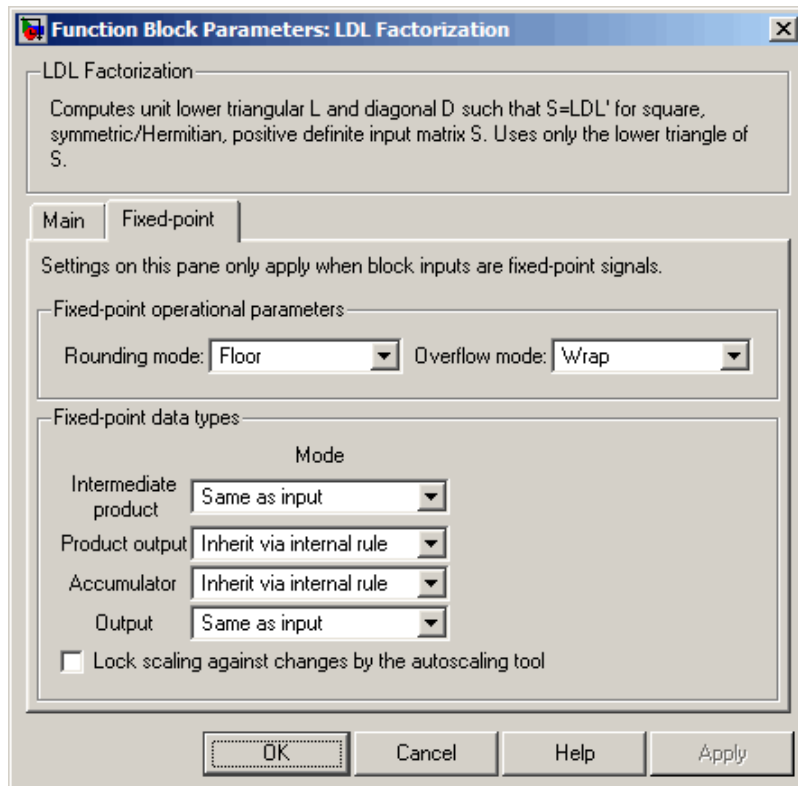 Function Block Parameters: LDL Factorization
LDL Factorization
Computes unit lower triangular L and diagonal D such that S=LDL' for square,
symmetric/Hermitian, positive definite input matrix S. Uses only the lower triangle of
S.
Main Fixed-point
Settings on this pane only apply when block inputs are fixed-point signals.
Fixed-point operational parameters
Rounding mode: Floor Overflow mode: Wrap
Fixed-point data types
Mode
Intermediate
product Same as input
Product output Inherit via internal rule
Accumulator Inherit via internal rule
Output Same as input
Lock scaling against changes by the autoscaling tool
OK Cancel Help Apply